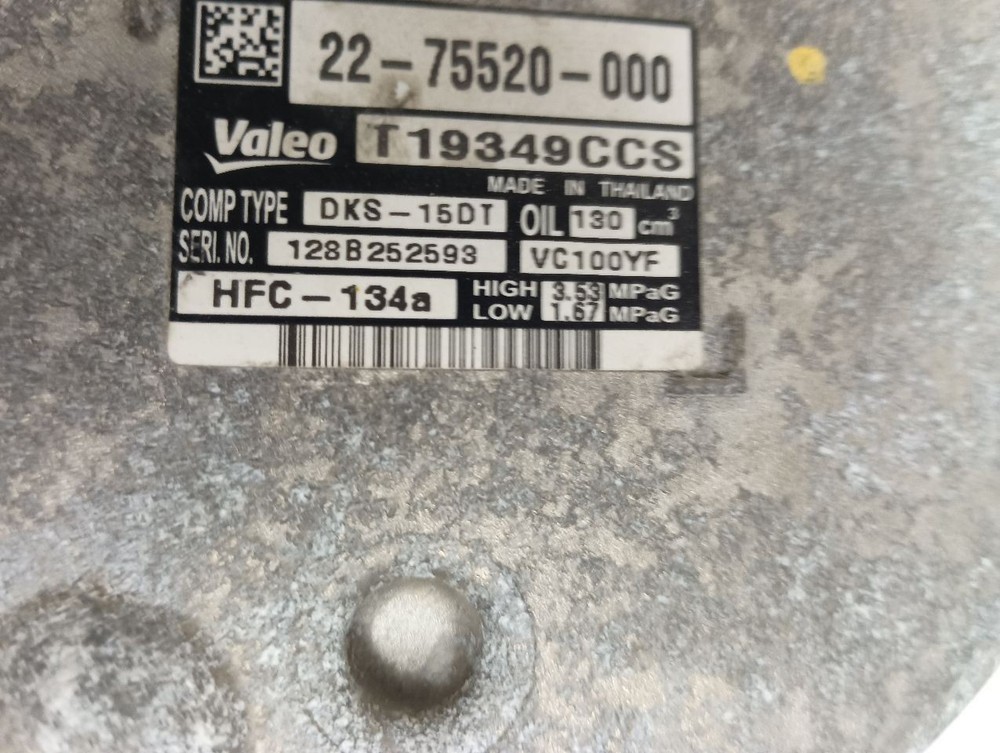 22-75520-000
Valeo T19349CCS
MADE IN THAILAND
COMP TYPE DKS-15DT OIL 130 cm³
SERI. NO. 128B252593 VC100YF
HFC-134a HIGH 3.53 MPaG
LOW 1.67 MPaG